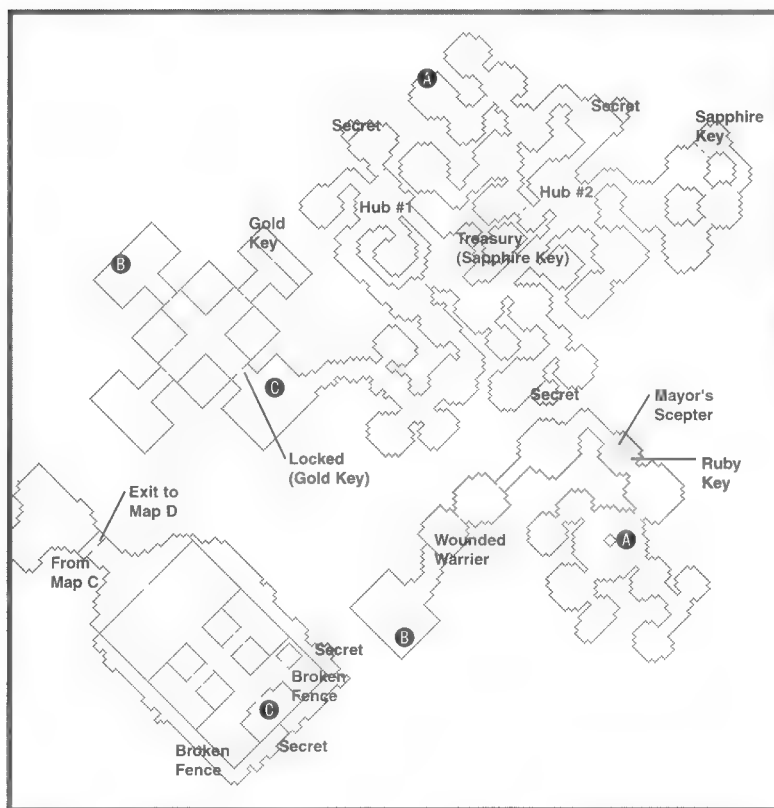 A
Secret
Secret
Sapphire
Key
Hub #2
Hub #1
Gold
Key
Treasury
(Sapphire Key)
B
C
Secret
Mayor's
Scepter
Locked
(Gold Key)
Ruby
Key
Exit to
Map D
Wounded
Warrier
A
From
Map C
B
Secret
Broken
Fence
C
Secret
Broken
Fence